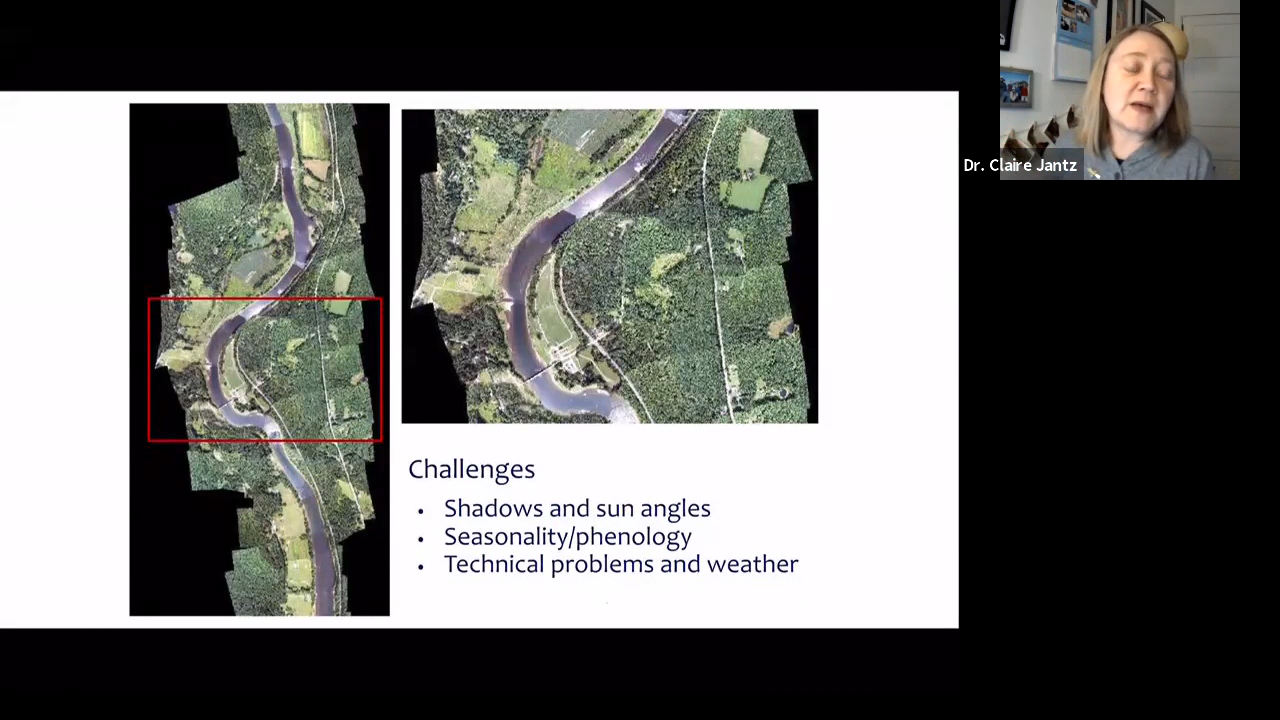 Dr. Claire Jantz
Challenges
• Shadows and sun angles
• Seasonality/phenology
• Technical problems and weather